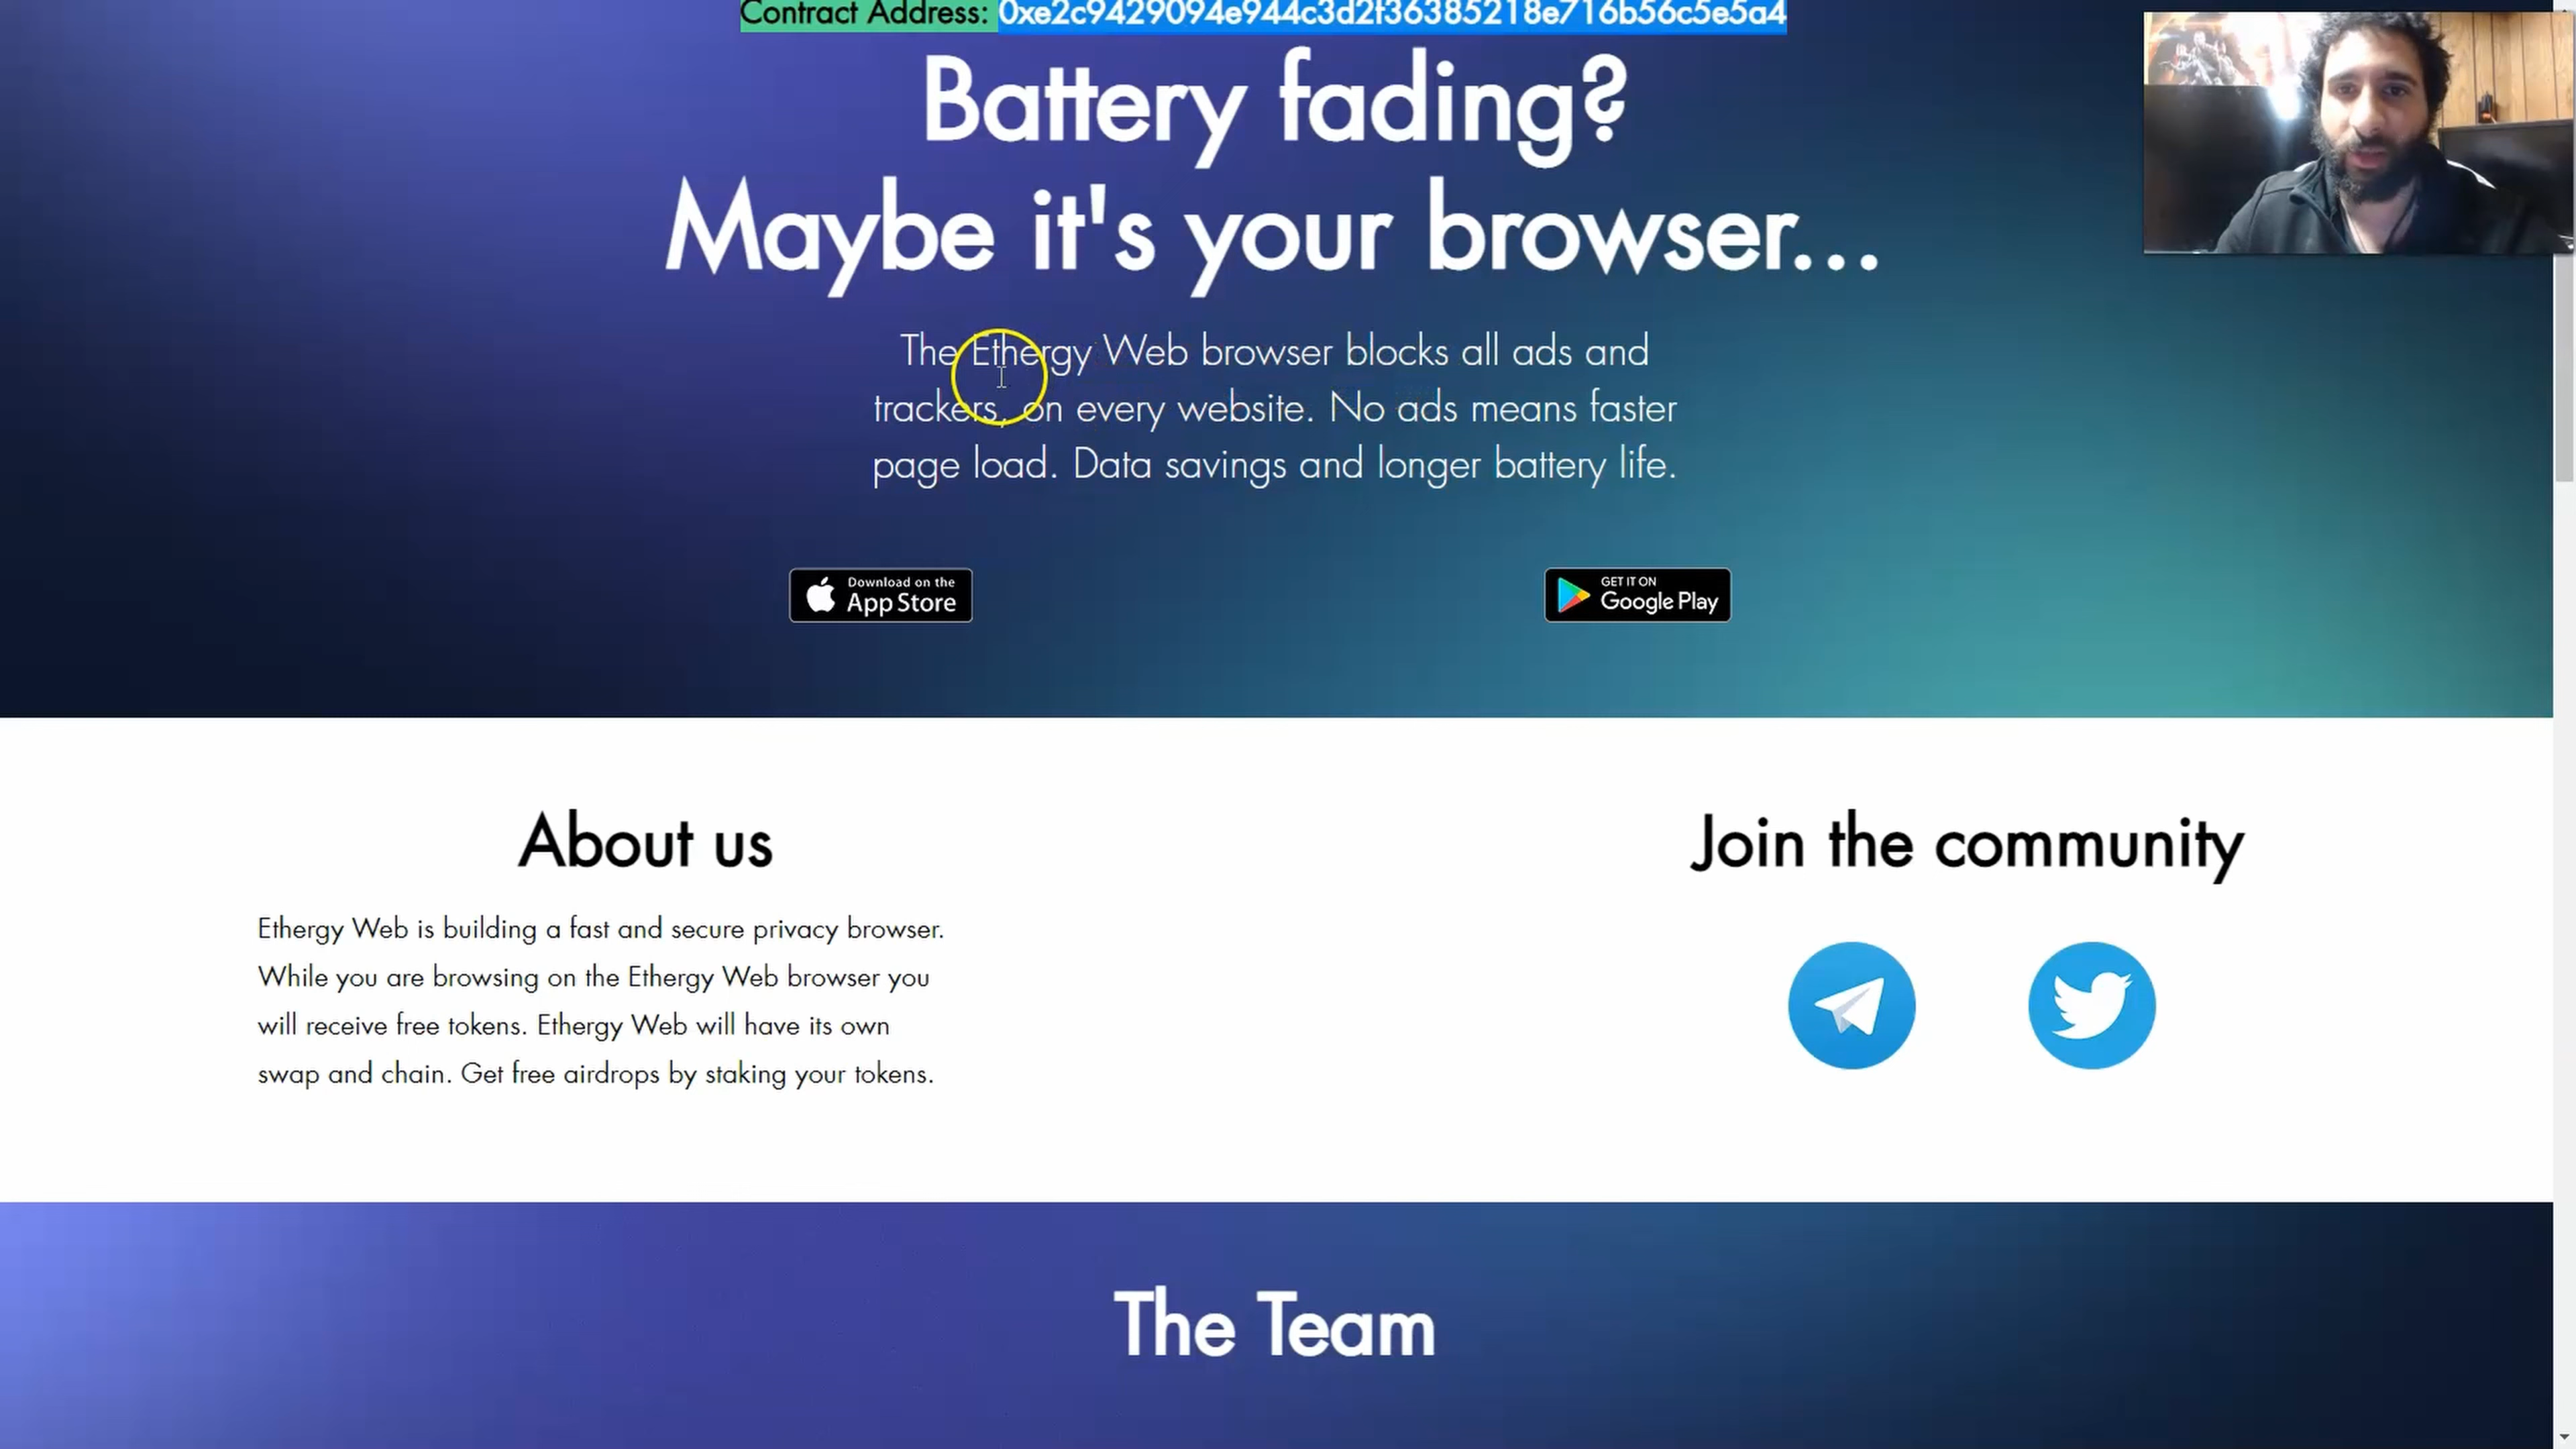 Contract Address: 0xe2c9429094e944c3d2f36385218e716b56c5e5a4
Battery fading?
Maybe it's your browser...
The Ethergy Web browser blocks all ads and
trackers, on every website. No ads means faster
page load. Data savings and longer battery life.
Download on the
App Store
GET IT ON
Google Play
About us
Join the community
Ethergy Web is building a fast and secure privacy browser.
While you are browsing on the Ethergy Web browser you
will receive free tokens. Ethergy Web will have its own
swap and chain. Get free airdrops by staking your tokens.
The Team